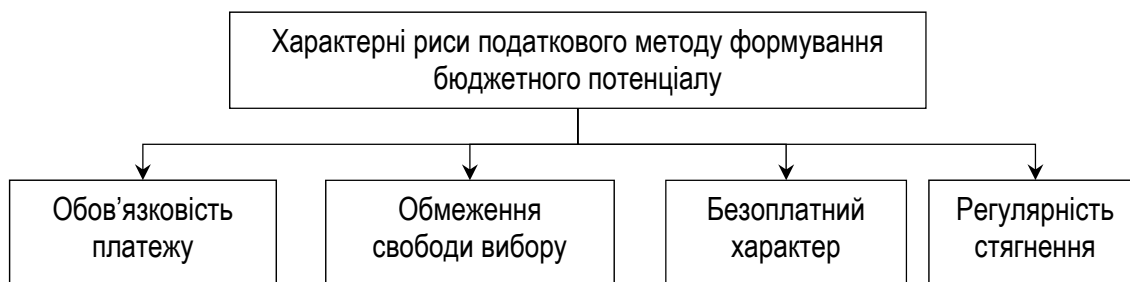 Характерні риси податкового методу формування
бюджетного потенціалу
Обов’язковість
платежу
Обмеження
свободи вибору
Безоплатний
характер
Регулярність
стягнення